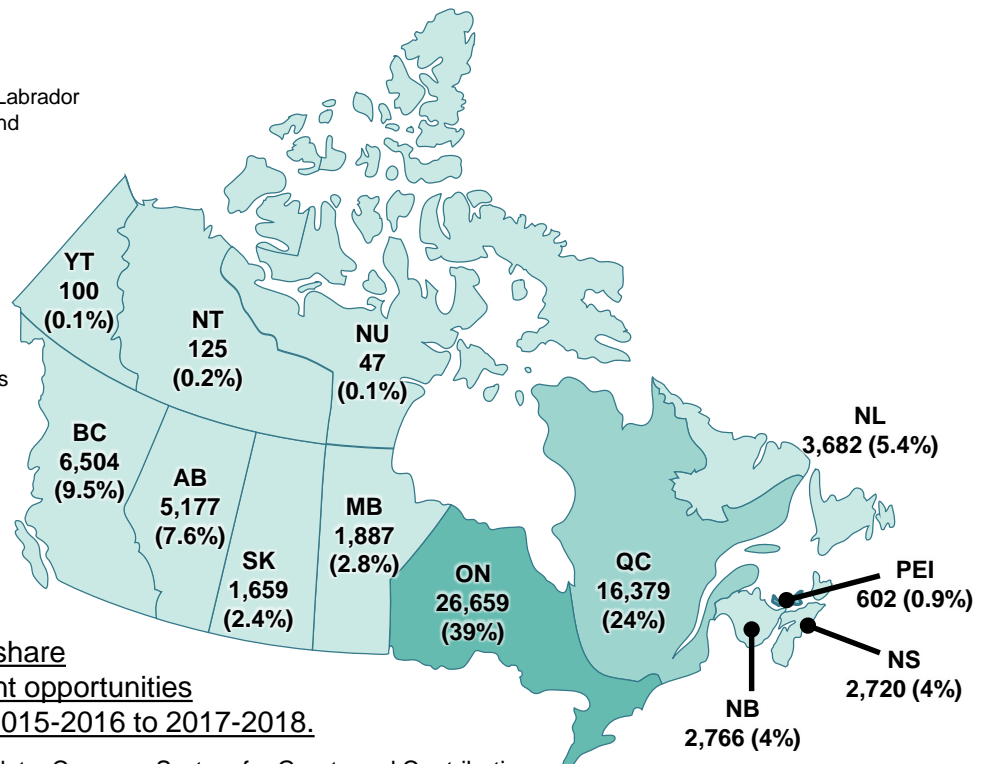 Labrador
nd
YT
100
(0.1%)
NT
125
(0.2%)
NU
47
(0.1%)
s
NL
3,682 (5.4%)
BC
6,504
(9.5%)
AB
5,177
(7.6%)
MB
1,887
(2.8%)
SK
1,659
(2.4%)
ON
26,659
(39%)
QC
16,379
(24%)
PEI
602 (0.9%)
NS
2,720 (4%)
NB
2,766 (4%)
share
nt opportunities
2015-2016 to 2017-2018.